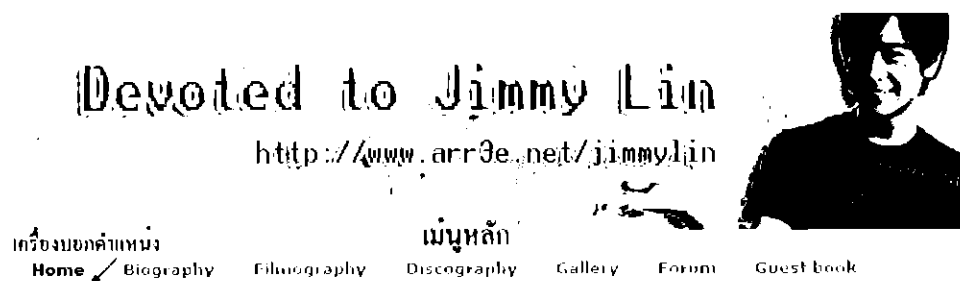 Devoted to Jimmy Lin
http://www.arr3e.net/jimmylin
เมนูหลัก
เครื่องบอกตำแหน่ง
Home Biography Filmography Discography Gallery Forum Guest book